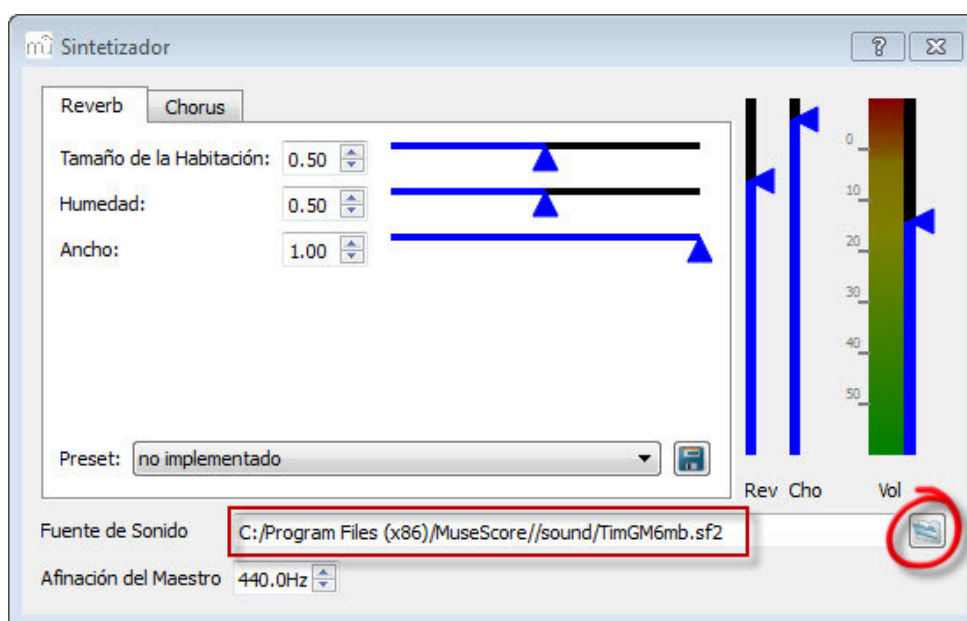 mū Sintetizador
Reverb Chorus
Tamaño de la Habitación: 0.50
Humedad: 0.50
Ancho: 1.00
0
10
20
30
40
50
Preset: no implementado
Rev Cho Vol
Fuente de Sonido C:/Program Files (x86)/MuseScore//sound/TimGM6mb.sf2
Afinación del Maestro 440.0Hz